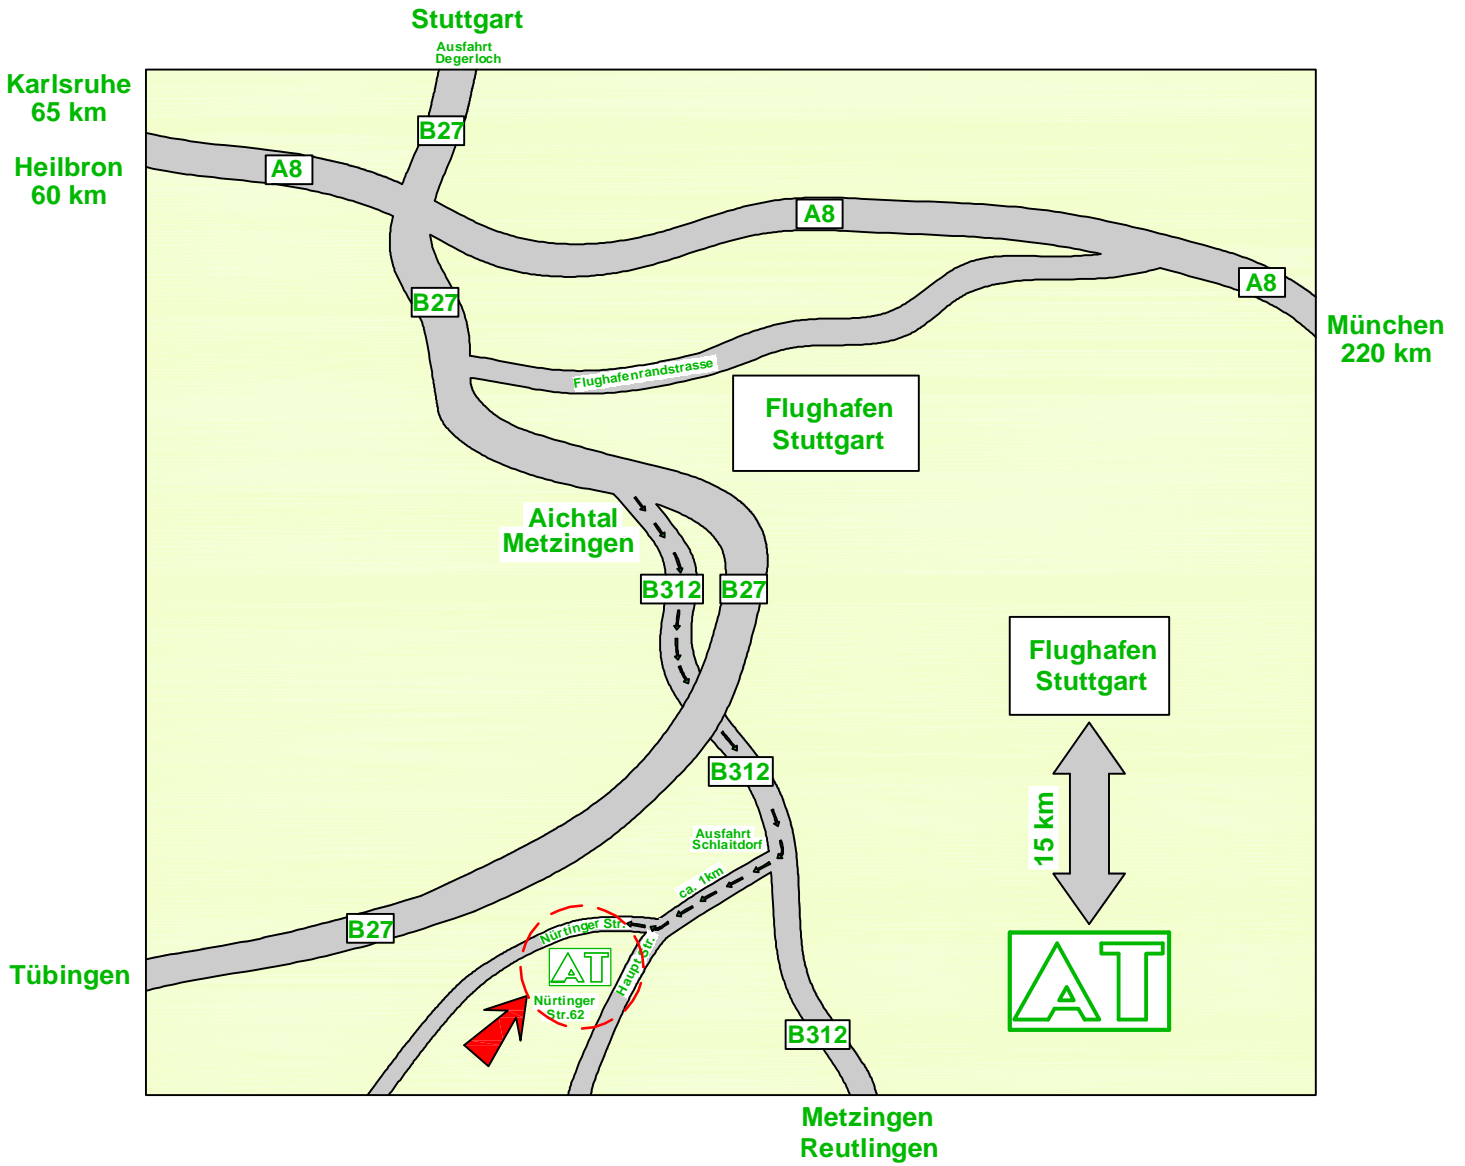 Stuttgart
Ausfahrt
Degerloch
Karlsruhe
65 km
B27
Heilbron
60 km
A8
A8
A8
B27
München
220 km
Flughafenrandstrasse
Flughafen
Stuttgart
Aichtal
Metzingen
B312
B27
Flughafen
Stuttgart
B312
15 km
Ausfahrt
Schlaitdorf
ca. 1km
B27
Nürtinger Str.
Haupt Str.
AT
Nürtinger
Str.62
AT
Tübingen
B312
Metzingen
Reutlingen